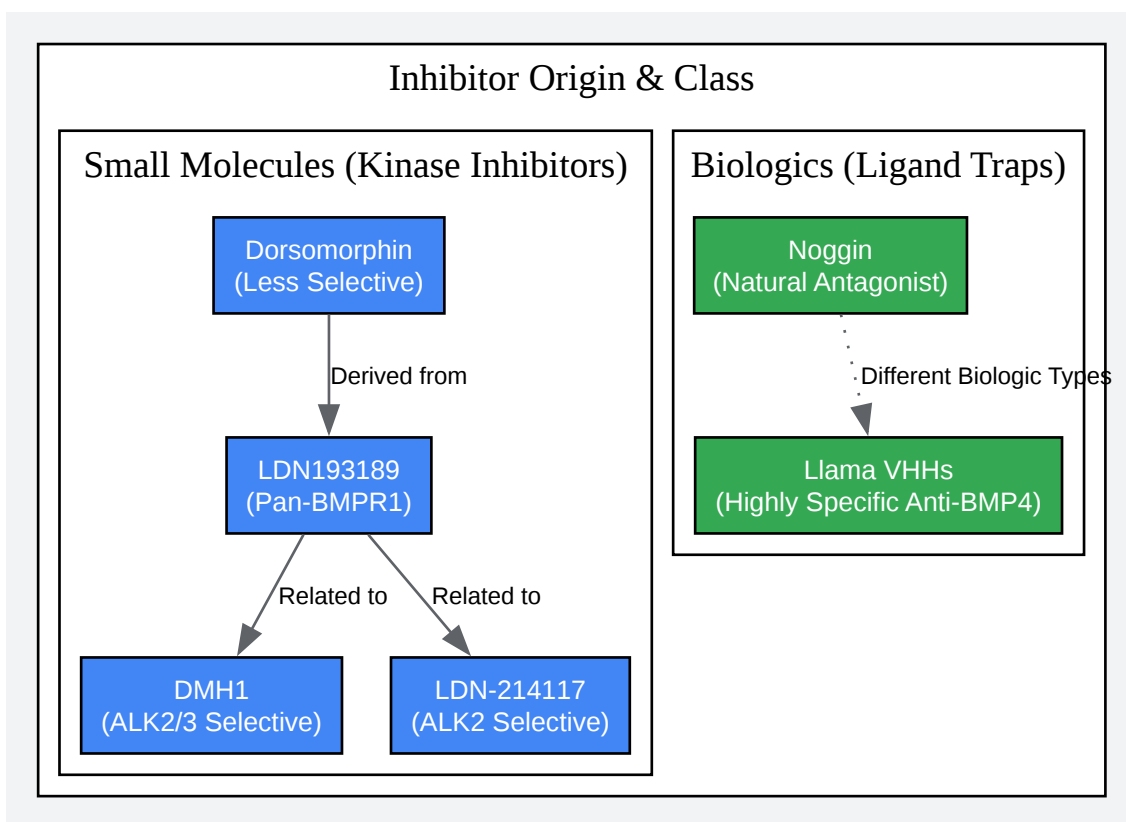 Inhibitor Origin & Class
Small Molecules (Kinase Inhibitors)
Dorsomorphin
(Less Selective)
Derived from
LDN193189
(Pan-BMPR1)
Related to
Related to
DMH1
(ALK2/3 Selective)
LDN-214117
(ALK2 Selective)
Biologics (Ligand Traps)
Noggin
(Natural Antagonist)
Different Biologic Types
Llama VHHs
(Highly Specific Anti-BMP4)